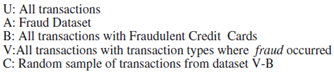 U: All transactions
A: Fraud Dataset
B: All transactions with Fraudulent Credit Cards
V:All transactions with transaction types where fraud occurred
C: Random sample of transactions from dataset V-B